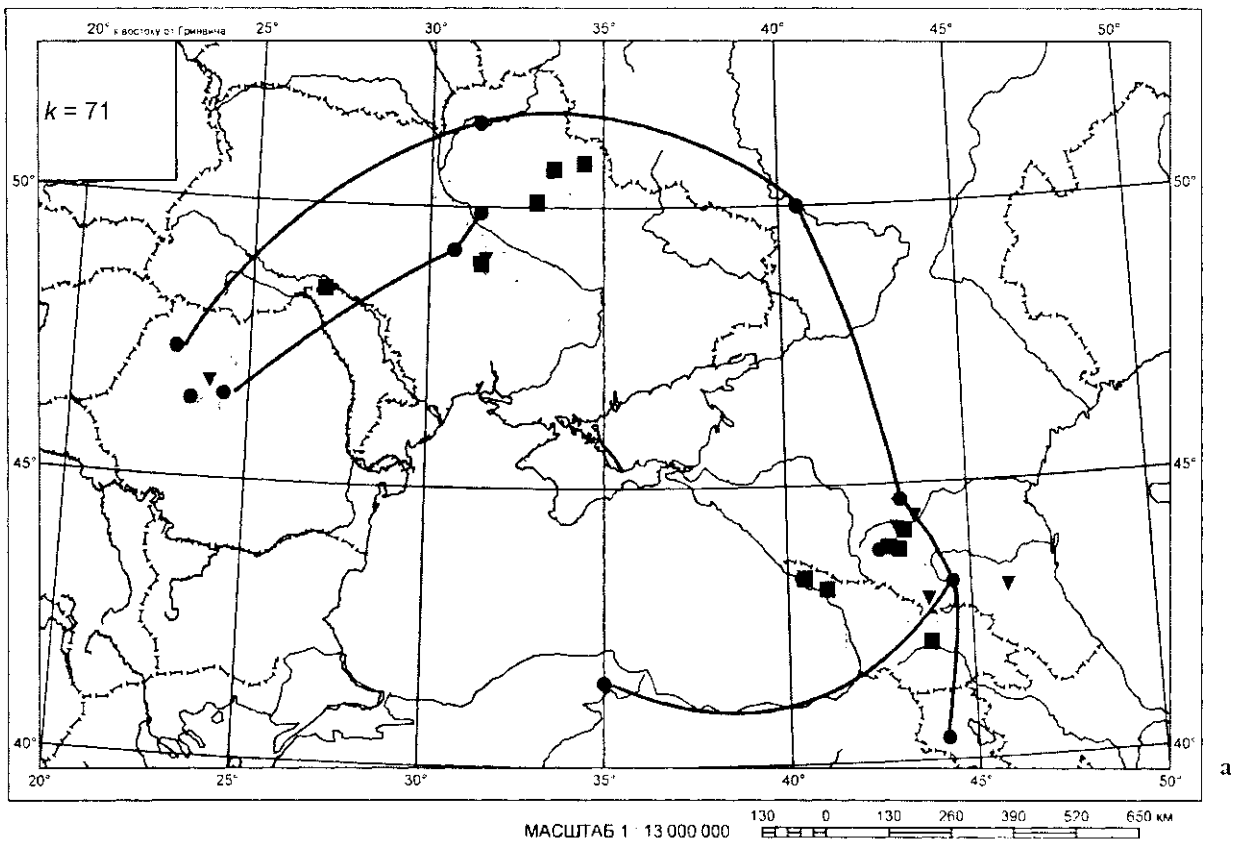 20° к востоку от Гринвича 25° 30° 35° 40° 45° 50°
k = 71
50° 50°
45° 45°
40° 40°
20° 25° 30° 35° 40° 45° 50°
а
МАСШТАБ 1 : 13 000 000 130 0 130 260 390 520 650 км